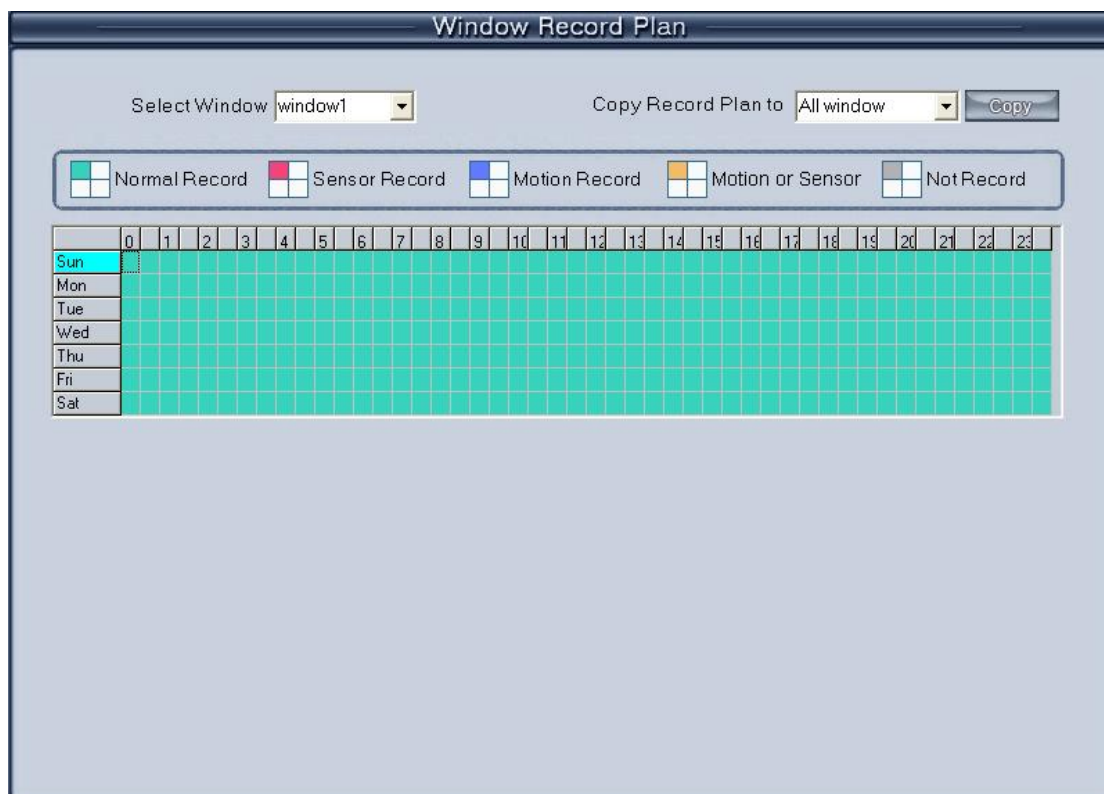 Window Record Plan
Select Window window1 Copy Record Plan to All window Copy
Normal Record Sensor Record Motion Record Motion or Sensor Not Record
0 1 2 3 4 5 6 7 8 9 10 11 12 13 14 15 16 17 18 19 20 21 22 23
Sun
Mon
Tue
Wed
Thu
Fri
Sat